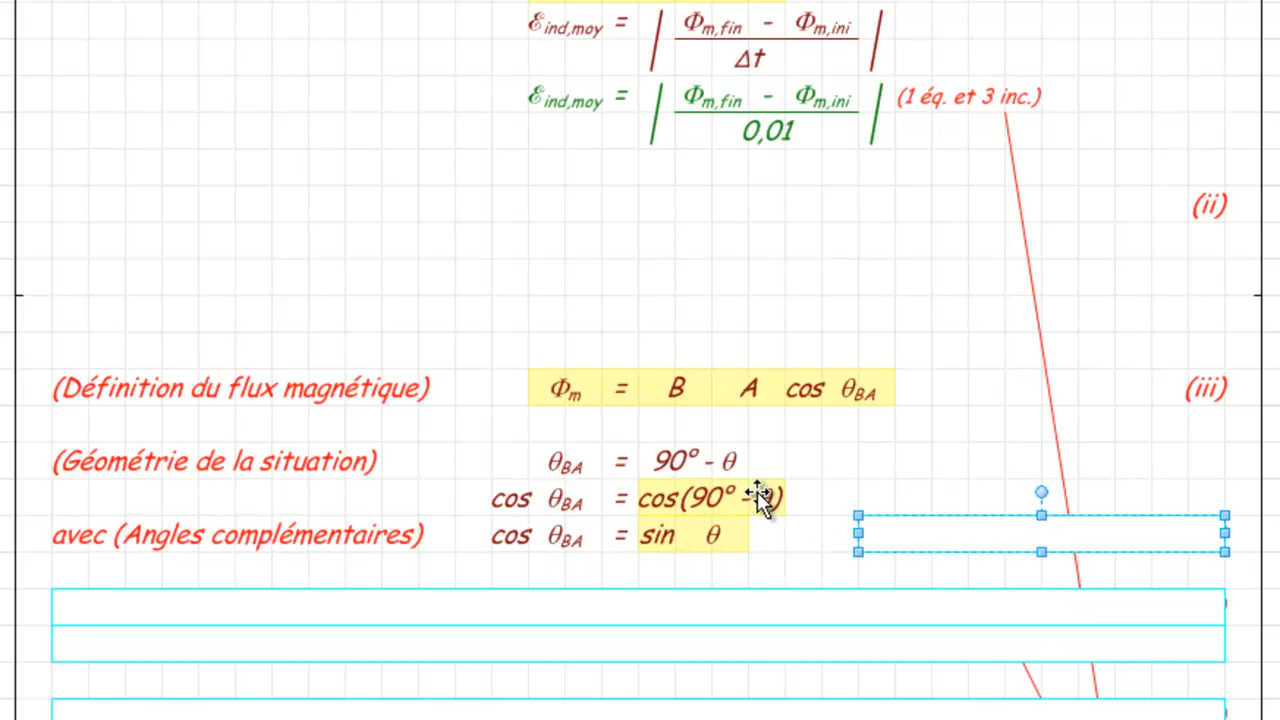 ℰind,moy = | Φm,fin - Φm,ini |
Δt
ℰind,moy = | Φm,fin - Φm,ini | (1 éq. et 3 inc.)
0,01
(ii)
(Définition du flux magnétique) Φm = B A cos θBA (iii)
(Géométrie de la situation) θBA = 90° - θ
cos θBA = cos(90° - θ)
avec (Angles complémentaires) cos θBA = sin θ